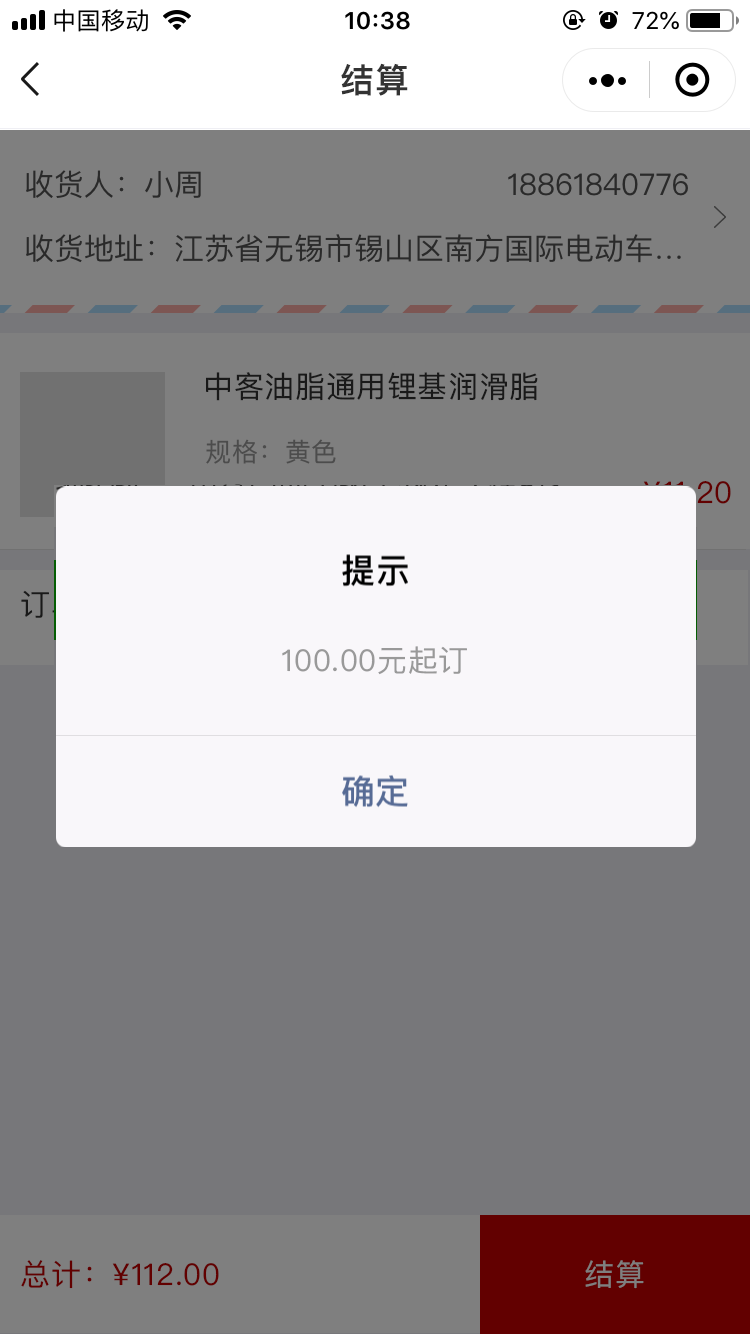 中国移动 10:38 72%
结算
收货人：小周 18861840776
收货地址：江苏省无锡市锡山区南方国际电动车...
中客油脂通用锂基润滑脂
规格：黄色
订
提示
100.00元起订
确定
总计：¥112.00 结算